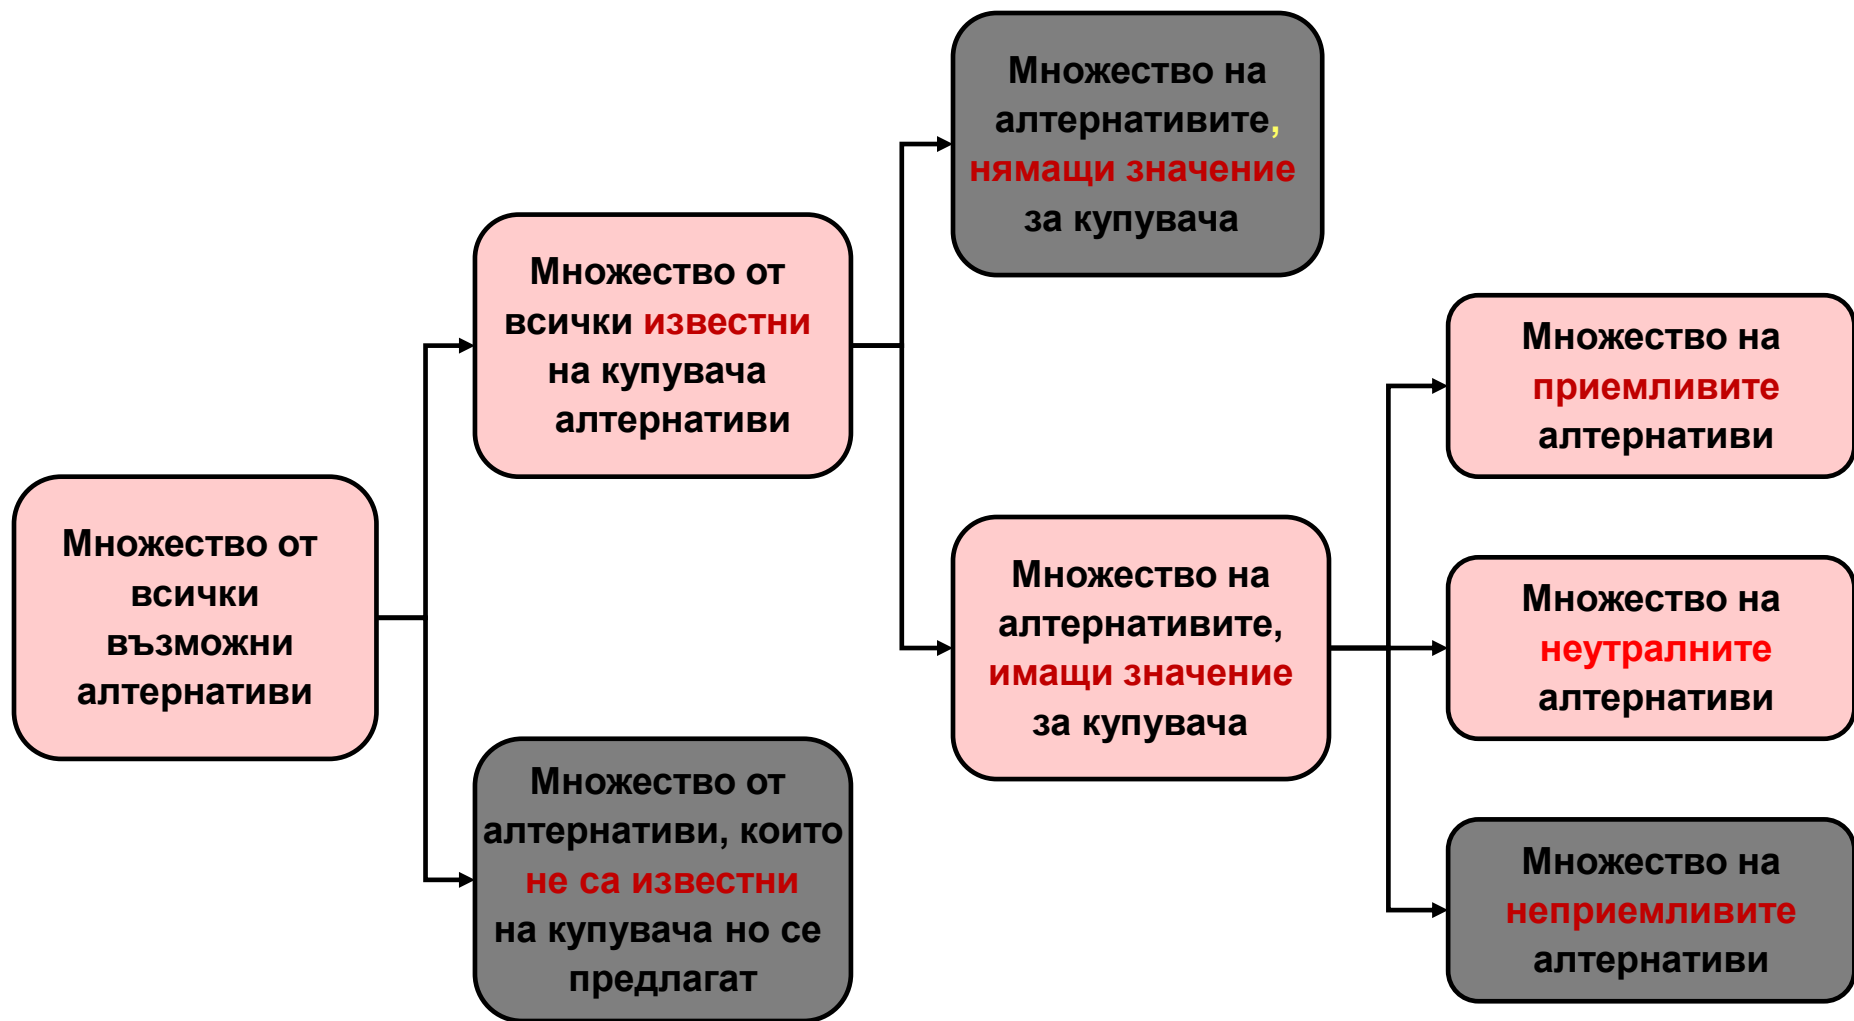 Множество от
всички
възможни
алтернативи
Множество от
всички известни
на купувача
алтернативи
Множество от
алтернативи, които
не са известни
на купувача но се
предлагат
Множество на
алтернативите,
нямащи значение
за купувача
Множество на
алтернативите,
имащи значение
за купувача
Множество на
приемливите
алтернативи
Множество на
неутралните
алтернативи
Множество на
неприемливите
алтернативи